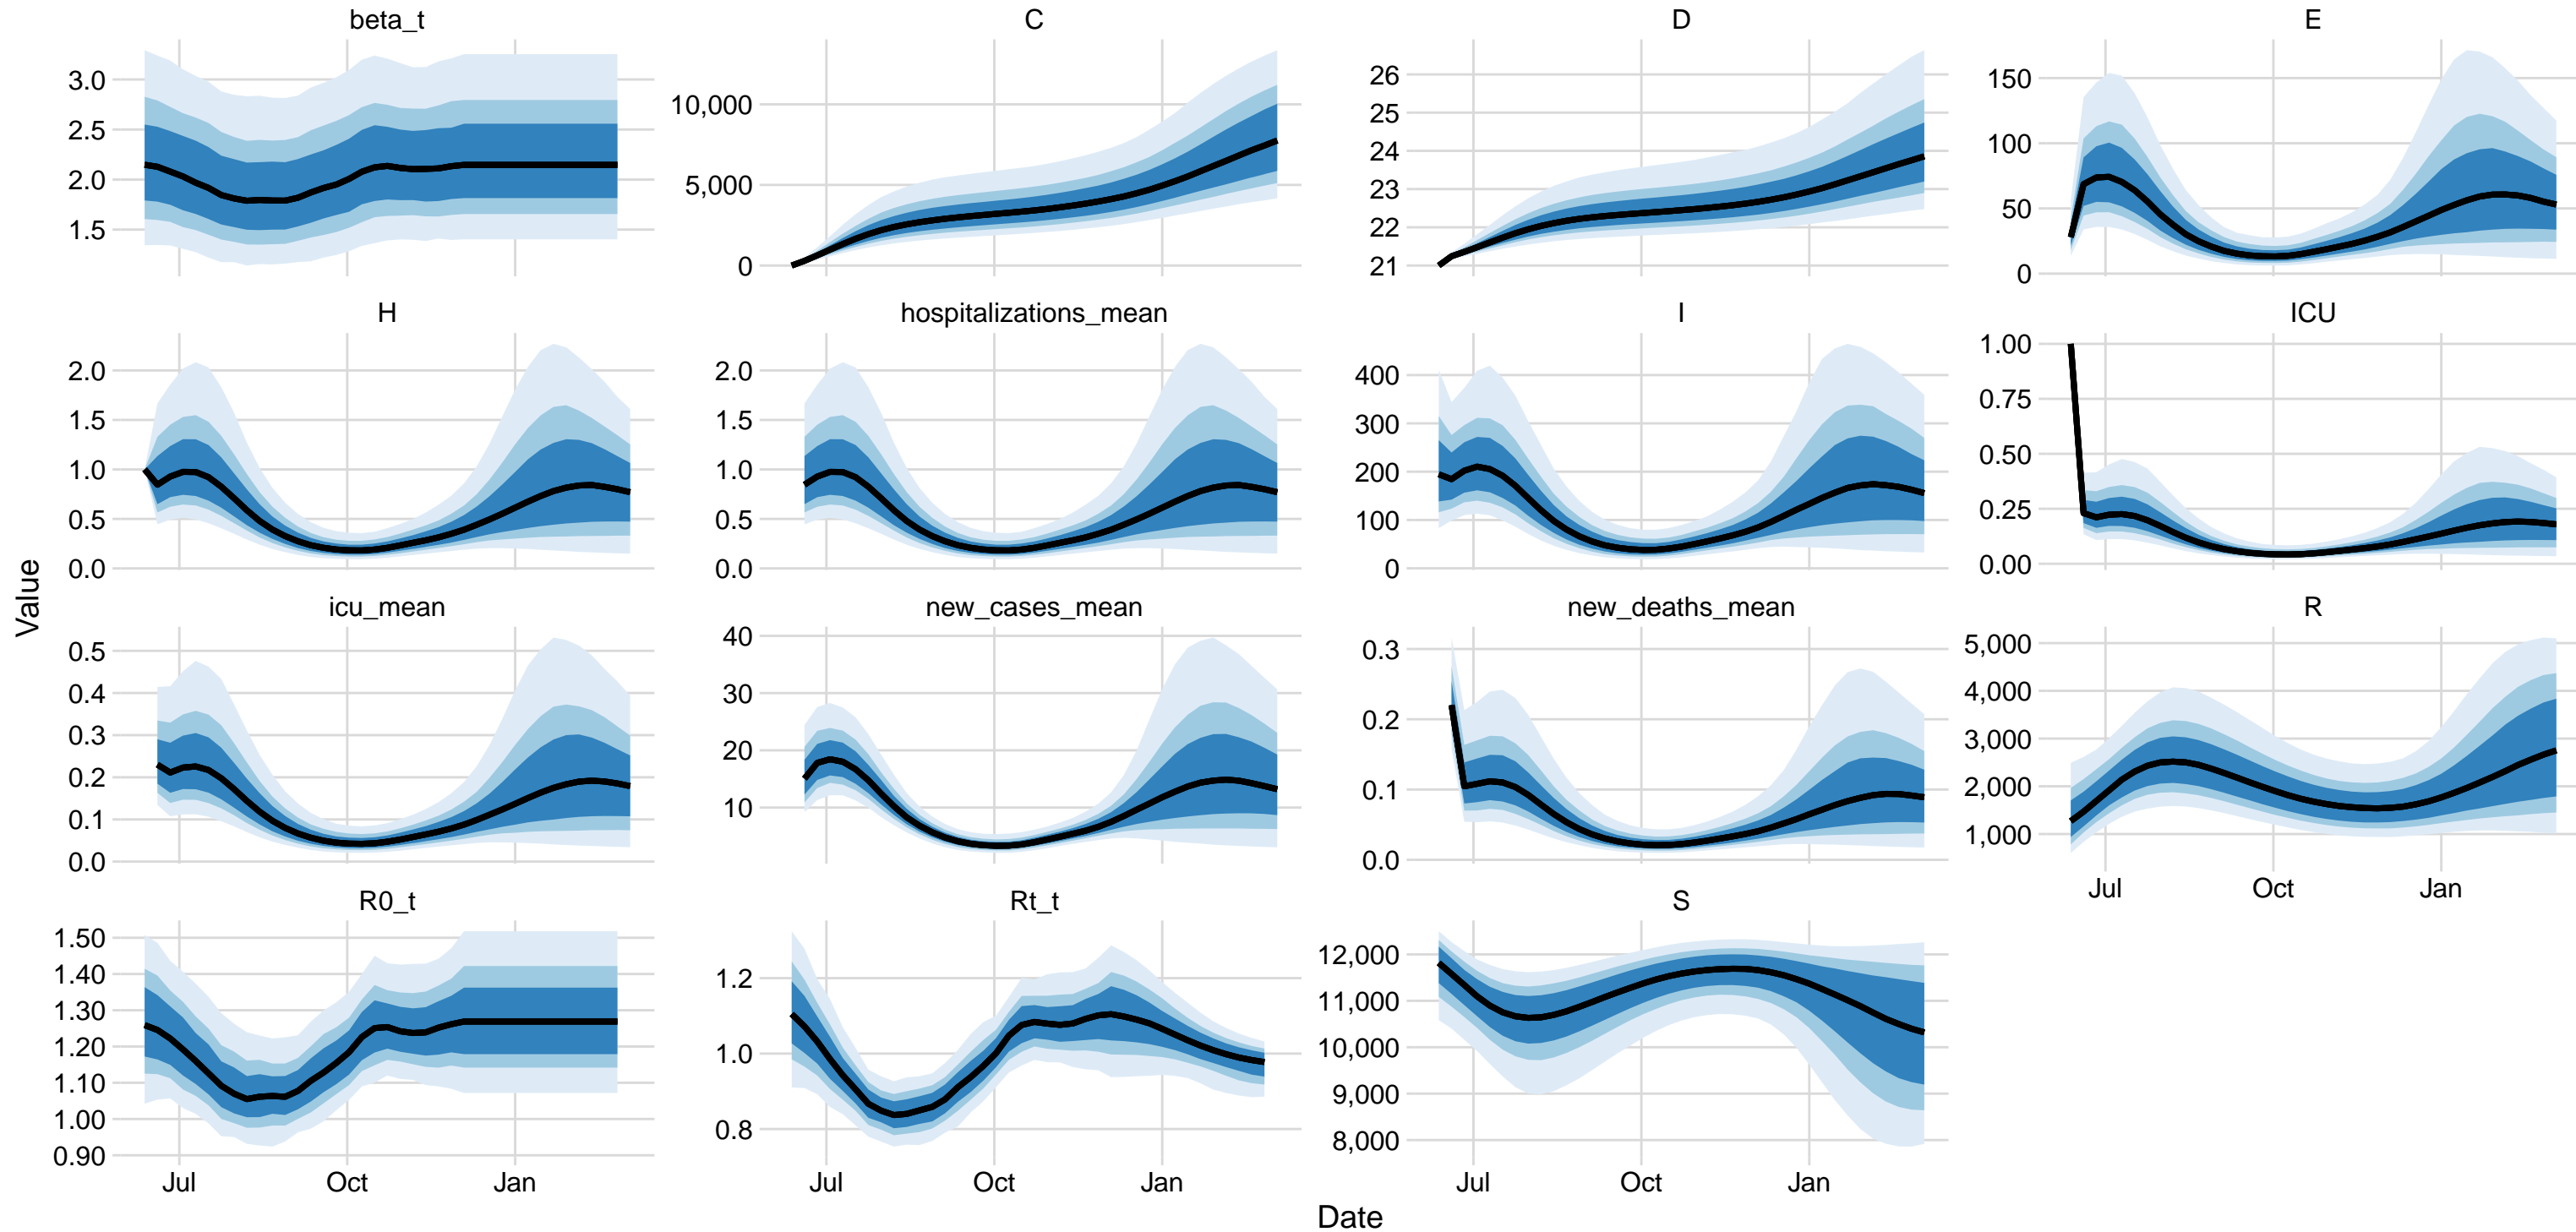 beta_t
C
D
E
3.0
2.5
2.0
1.5
10,000
5,000
0
26
25
24
23
22
21
150
100
50
0
H
hospitalizations_mean
I
ICU
2.0
1.5
1.0
0.5
0.0
2.0
1.5
1.0
0.5
0.0
400
300
200
100
0
1.00
0.75
0.50
0.25
0.00
Value
icu_mean
new_cases_mean
new_deaths_mean
R
0.5
0.4
0.3
0.2
0.1
0.0
40
30
20
10
0.3
0.2
0.1
0.0
5,000
4,000
3,000
2,000
1,000
Jul
Oct
Jan
R0_t
Rt_t
S
1.50
1.40
1.30
1.20
1.10
1.00
0.90
1.2
1.0
0.8
12,000
11,000
10,000
9,000
8,000
Jul
Oct
Jan
Jul
Oct
Jan
Jul
Oct
Jan
Date